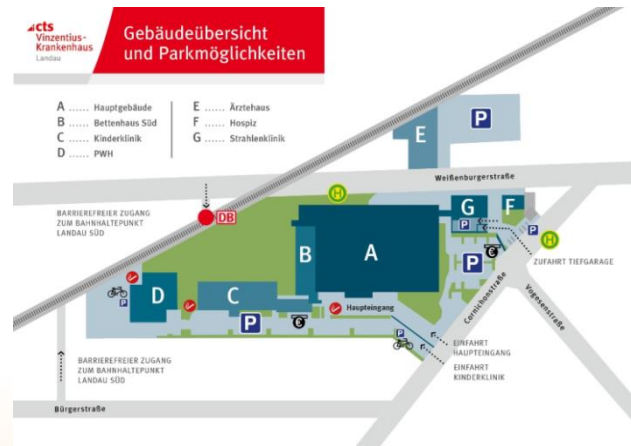 cts
Vinzentius-
Krankenhaus
Landau
Gebäudeübersicht
und Parkmöglichkeiten
A ...... Hauptgebäude
B ...... Bettenhaus Süd
C ...... Kinderklinik
D ...... PWH
E ...... Ärztehaus
F ...... Hospiz
G ...... Strahlenklinik
E
P
Weißenburgerstraße
H
BARRIEREFREIER ZUGANG
ZUM BAHNHALTEPUNKT
LANDAU SÜD
DB
G
F
P
P
H
B
A
P
€
ZUFAHRT TIEFGARAGE
D
C
P
Haupteingang
Cornichonstraße
Vogesenstraße
P
€
P
EINFAHRT
HAUPTEINGANG
EINFAHRT
KINDERKLINIK
BARRIEREFREIER ZUGANG
ZUM BAHNHALTEPUNKT
LANDAU SÜD
Bürgerstraße